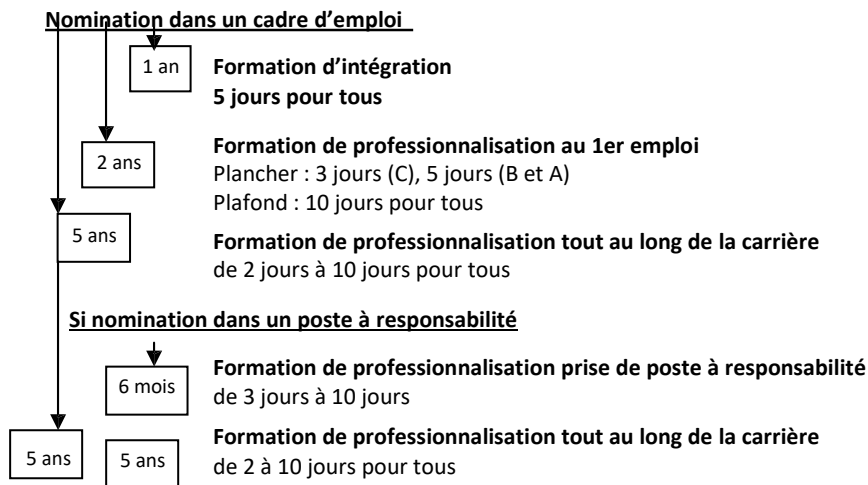 Nomination dans un cadre d’emploi
1 an
Formation d’intégration
5 jours pour tous
2 ans
Formation de professionnalisation au 1er emploi
Plancher : 3 jours (C), 5 jours (B et A)
Plafond : 10 jours pour tous
5 ans
Formation de professionnalisation tout au long de la carrière
de 2 jours à 10 jours pour tous
Si nomination dans un poste à responsabilité
6 mois
Formation de professionnalisation prise de poste à responsabilité
de 3 jours à 10 jours
5 ans
5 ans
Formation de professionnalisation tout au long de la carrière
de 2 à 10 jours pour tous